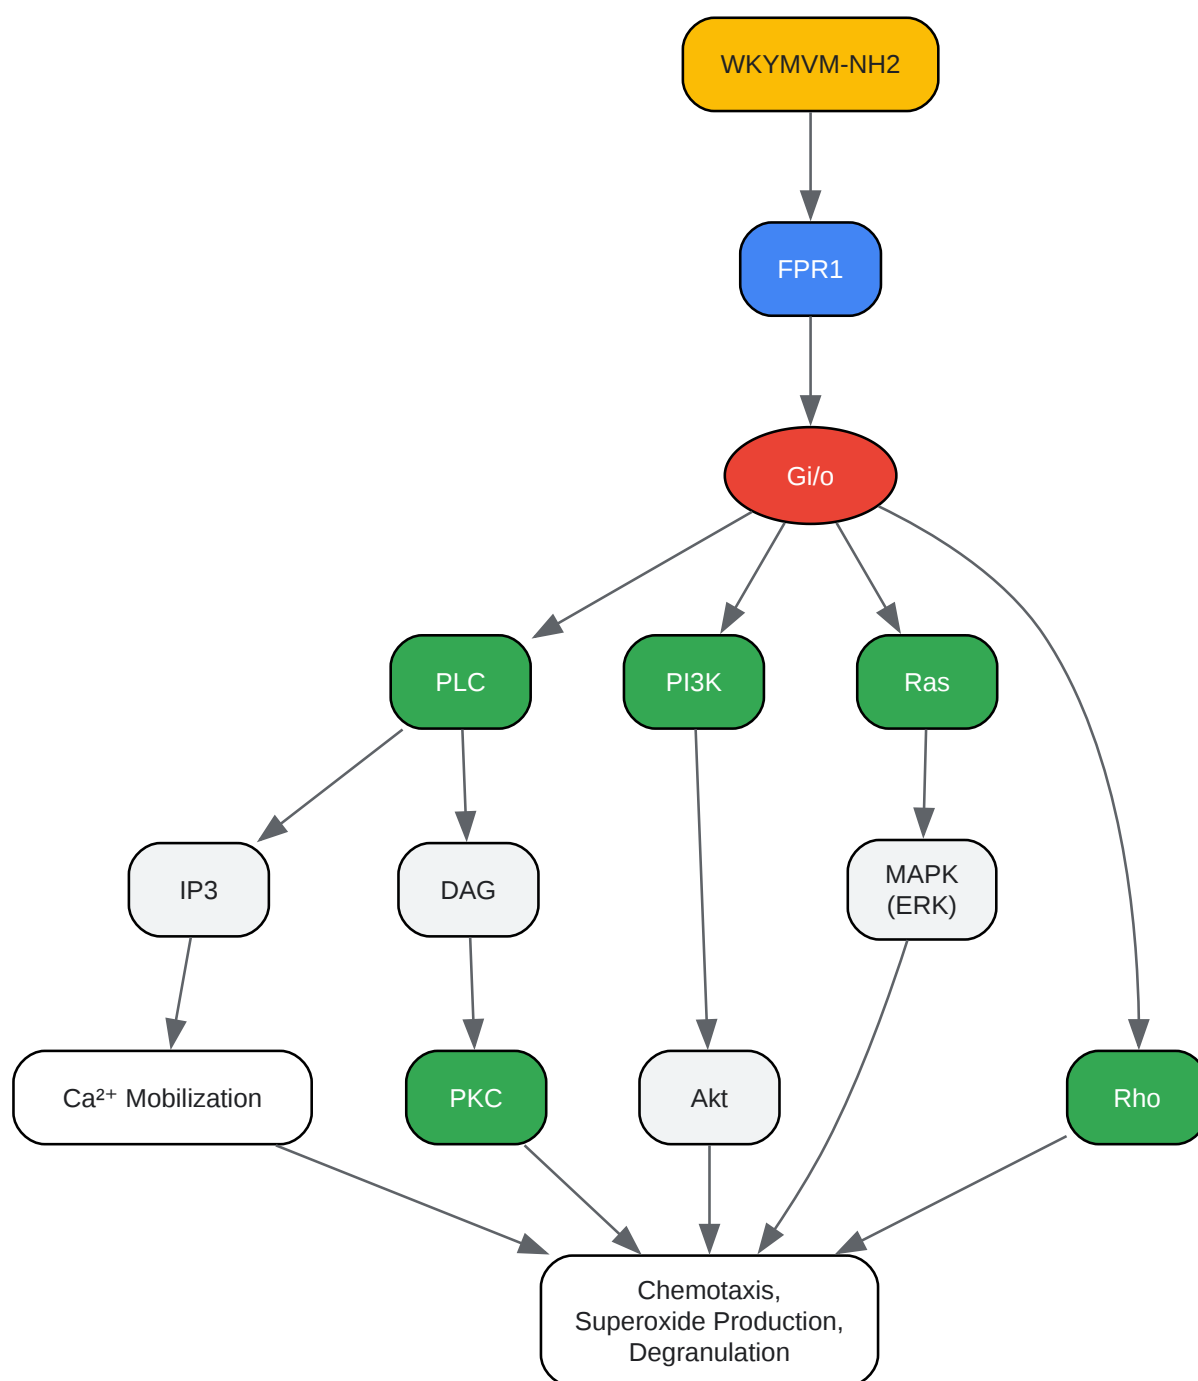 WKYMVM-NH2
FPR1
Gi/o
PLC
PI3K
Ras
IP3
DAG
MAPK
(ERK)
Ca²⁺ Mobilization
PKC
Akt
Rho
Chemotaxis,
Superoxide Production,
Degranulation